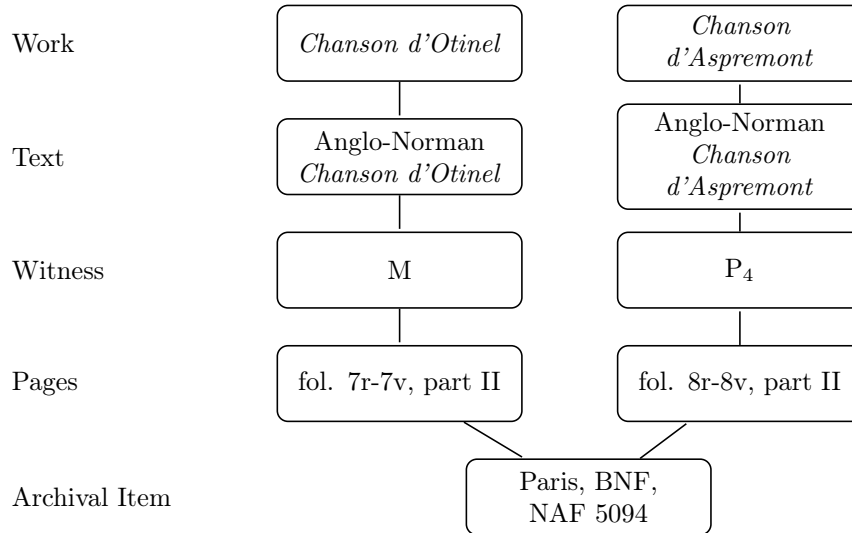 Work
Chanson d'Otinel
Chanson
d'Aspremont
Text
Anglo-Norman
Chanson d'Otinel
Anglo-Norman
Chanson
d'Aspremont
Witness
M
P₄
Pages
fol. 7r-7v, part II
fol. 8r-8v, part II
Archival Item
Paris, BNF,
NAF 5094